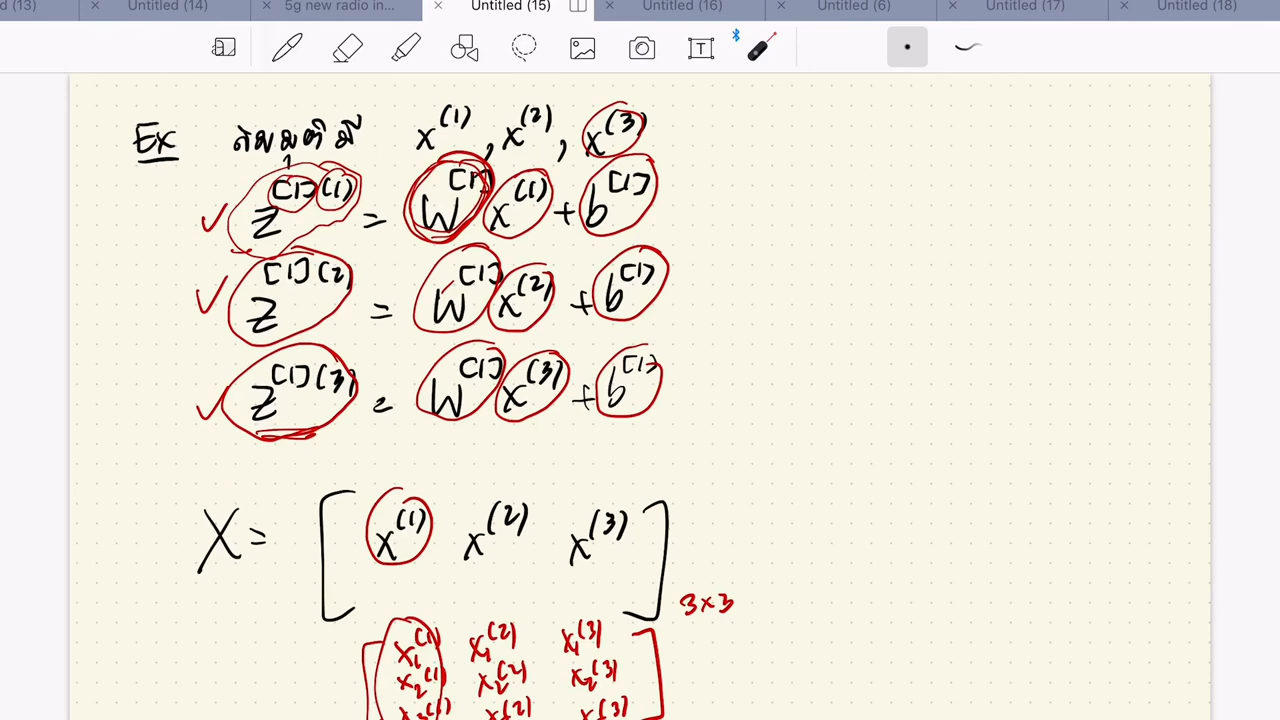 d (13) Untitled (14) 5g new radio in... Untitled (15) Untitled (16) Untitled (6) Untitled (17) Untitled (18)
T
Ex สมมติมี x^(1), x^(2), x^(3)
z^[1](1) = W^[1] x^(1) + b^[1]
z^[1](2) = W^[1] x^(2) + b^[1]
z^[1](3) = W^[1] x^(3) + b^[1]
X = [ x^(1) x^(2) x^(3) ]
3×3
x₁^(1) x₁^(2) x₁^(3)
x₂^(1) x₂^(2) x₂^(3)